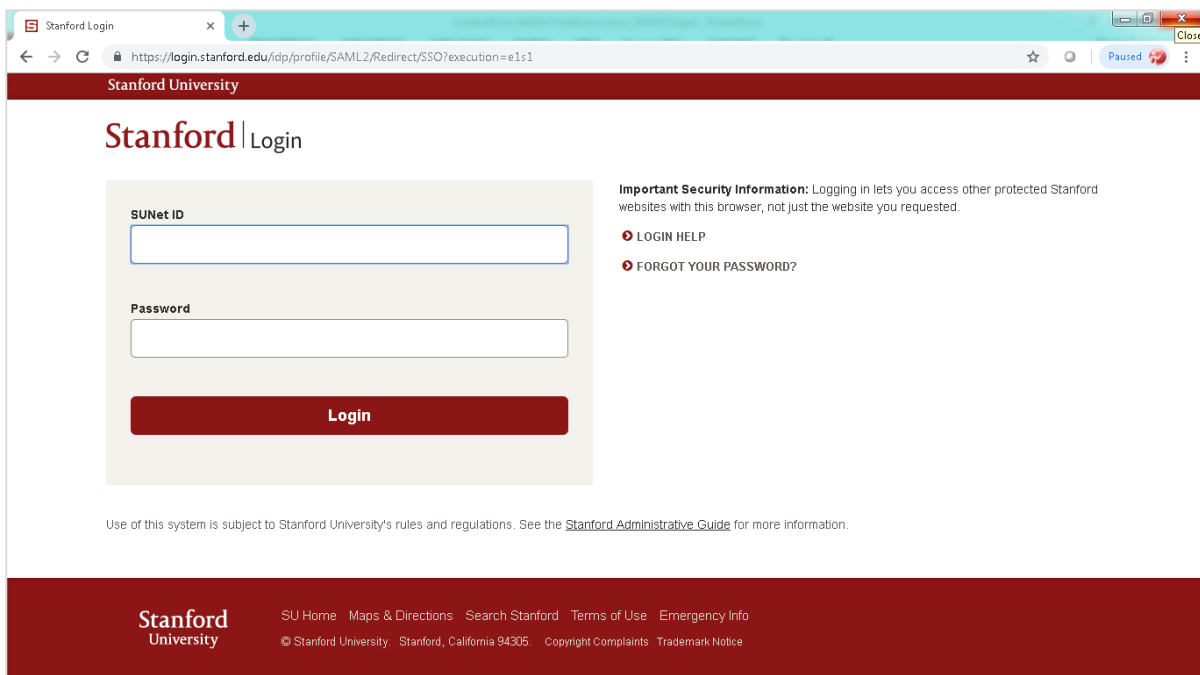 Stanford Login
Close
https://login.stanford.edu/idp/profile/SAML2/Redirect/SSO?execution=e1s1
Paused
Stanford University
Stanford Login
SUNet ID
Password
Login
Important Security Information: Logging in lets you access other protected Stanford
websites with this browser, not just the website you requested.
LOGIN HELP
FORGOT YOUR PASSWORD?
Use of this system is subject to Stanford University's rules and regulations. See the Stanford Administrative Guide for more information.
Stanford
University
SU Home Maps & Directions Search Stanford Terms of Use Emergency Info
© Stanford University. Stanford, California 94305. Copyright Complaints Trademark Notice